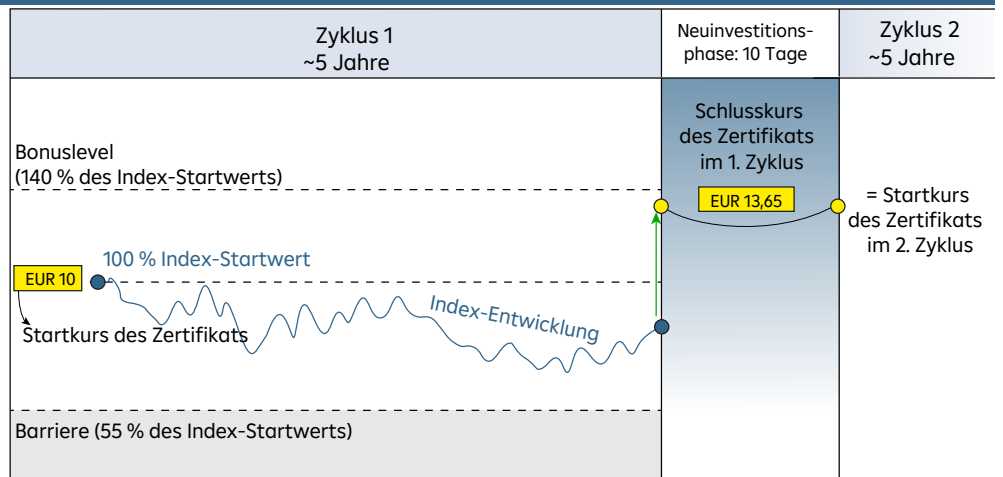 Zyklus 1
~5 Jahre
Neuinvestitions-
phase: 10 Tage
Zyklus 2
~5 Jahre
Bonuslevel
(140 % des Index-Startwerts)
Schlusskurs
des Zertifikats
im 1. Zyklus
EUR 13,65
= Startkurs
des Zertifikats
im 2. Zyklus
100 % Index-Startwert
EUR 10
Index-Entwicklung
Startkurs des Zertifikats
Barriere (55 % des Index-Startwerts)